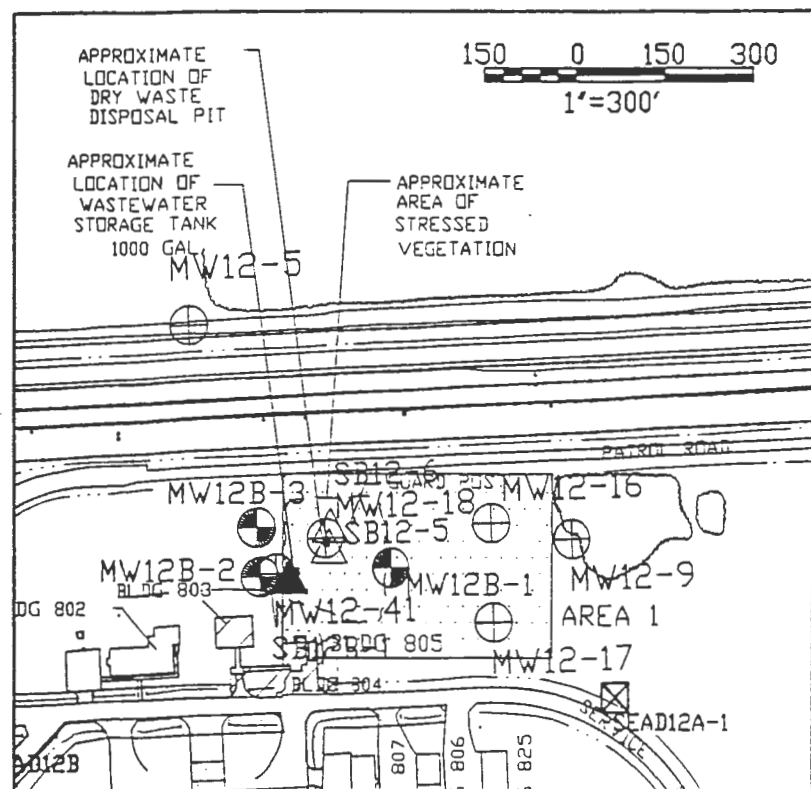 APPROXIMATE
LOCATION OF
DRY WASTE
DISPOSAL PIT
150 0 150 300
1"=300'
APPROXIMATE
LOCATION OF
WASTEWATER
STORAGE TANK
1000 GAL
APPROXIMATE
AREA OF
STRESSED
VEGETATION
MW12-5
PATROL ROAD
SB12-6
MW12B-3
MW12-18
MW12-16
SB12-5
MW12B-2
BLDG 803
MW12B-1
MW12-9
DG 802
MW12-41
AREA 1
BLDG 805
MW12-17
SEAD12A-1
AD12B
807
806
825